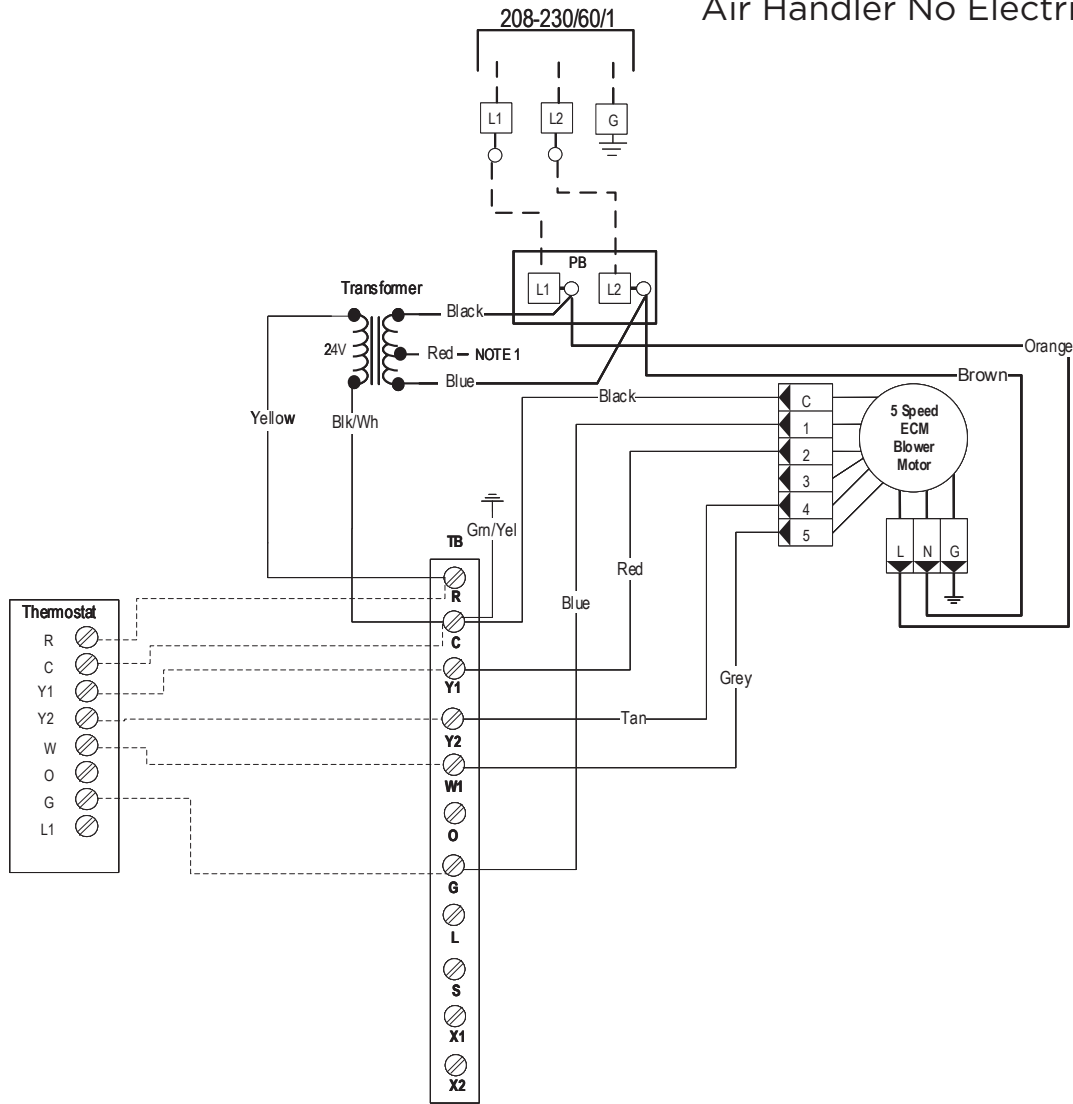 Air Handler No Electri
208-230/60/1
L1
L2
G
PB
L1
L2
Transformer
Black
24V
Red
NOTE 1
Blue
Orange
Brown
Yellow
Blk/Wh
Black
C
1
2
3
4
5
5 Speed
ECM
Blower
Motor
L
N
G
Grn/Yel
TB
Red
Blue
Grey
Tan
R
C
Y1
Y2
W1
O
G
L
S
X1
X2
Thermostat
R
C
Y1
Y2
W
O
G
L1